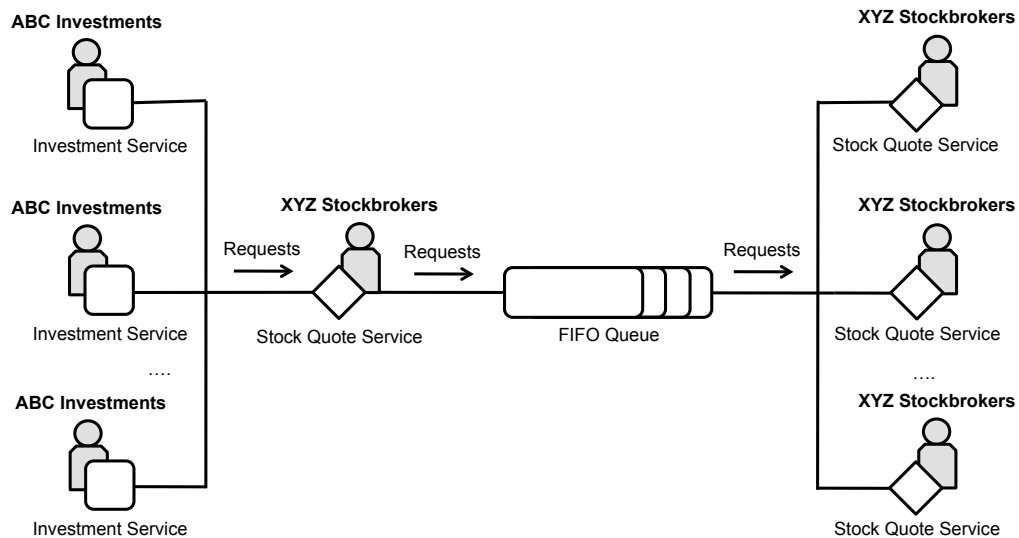 ABC Investments
Investment Service
ABC Investments
Investment Service
....
ABC Investments
Investment Service
Requests
XYZ Stockbrokers
Stock Quote Service
Requests
FIFO Queue
Requests
XYZ Stockbrokers
Stock Quote Service
XYZ Stockbrokers
Stock Quote Service
....
XYZ Stockbrokers
Stock Quote Service